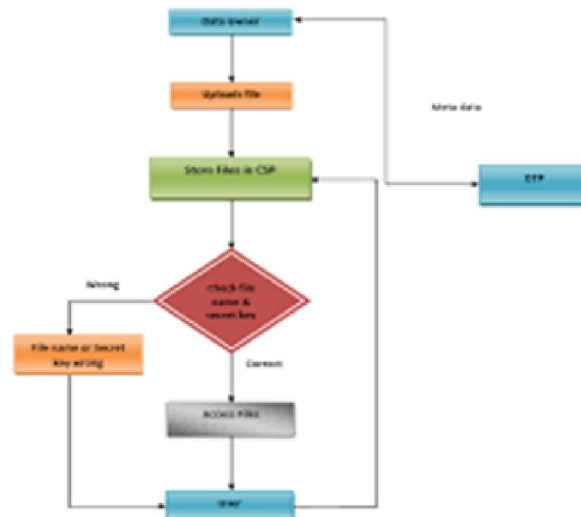 Data owner
Uploads file
Meta data
Store Files in CSP
Wrong
Check file
name &
secret key
File name or Secret
Key wrong
Correct
Access Files
User